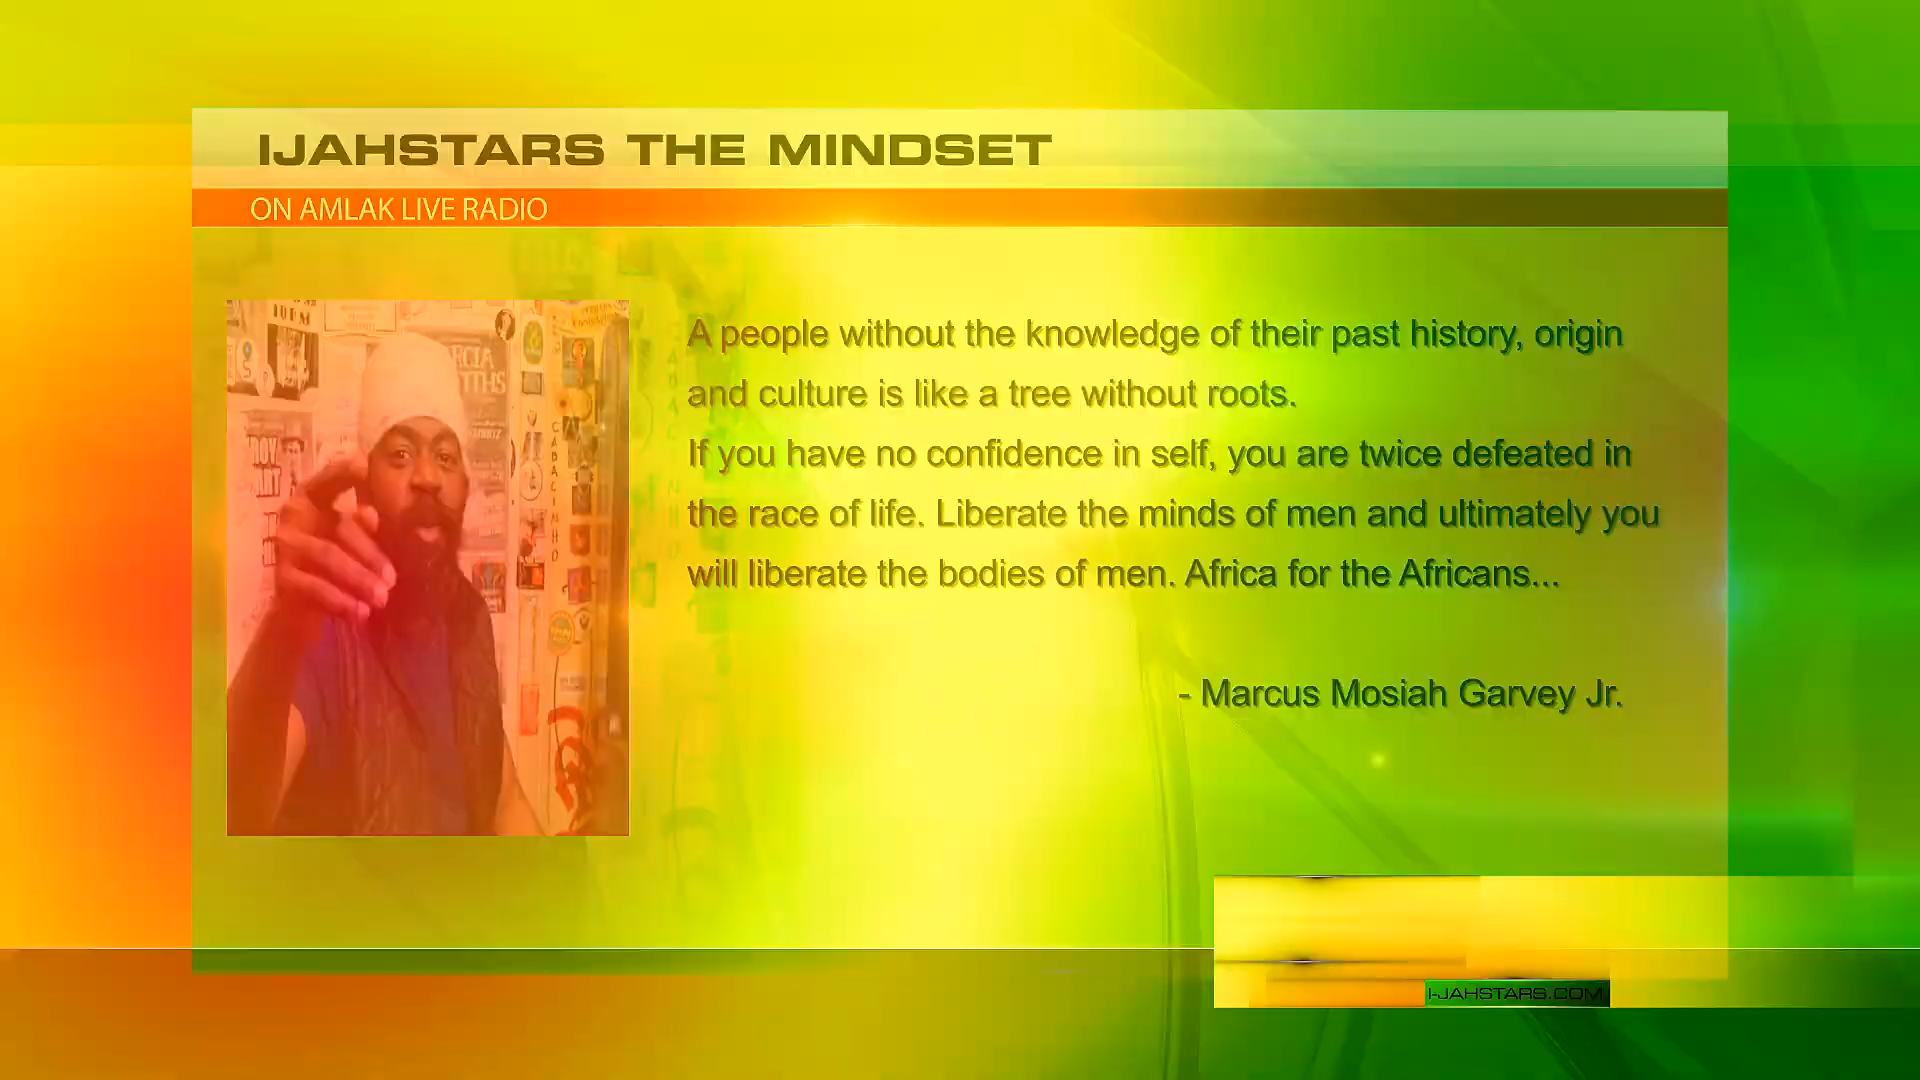 IJAHSTARS THE MINDSET
ON AMLAK LIVE RADIO
A people without the knowledge of their past history, origin
and culture is like a tree without roots.
If you have no confidence in self, you are twice defeated in
the race of life. Liberate the minds of men and ultimately you
will liberate the bodies of men. Africa for the Africans...
- Marcus Mosiah Garvey Jr.
CABACINHO
I-JAHSTARS.COM